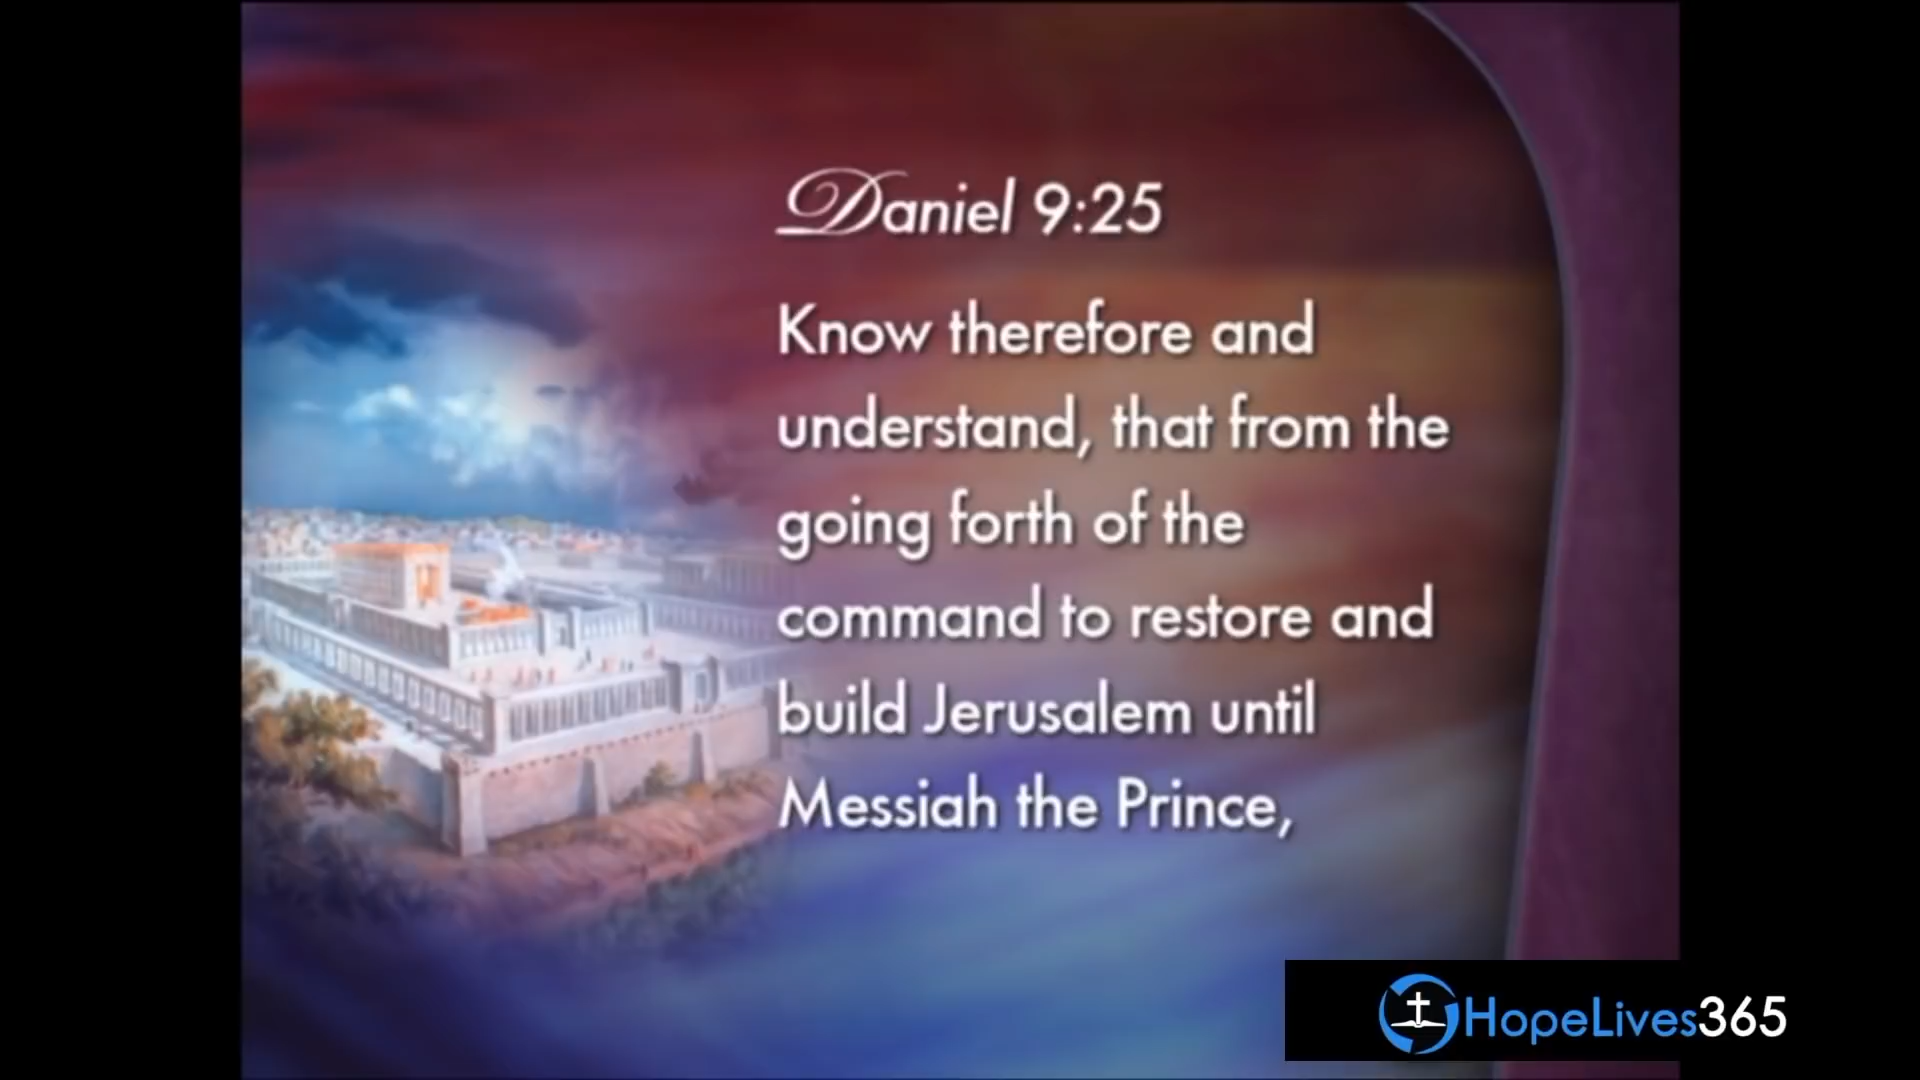 Daniel 9:25
Know therefore and
understand, that from the
going forth of the
command to restore and
build Jerusalem until
Messiah the Prince,
HopeLives365